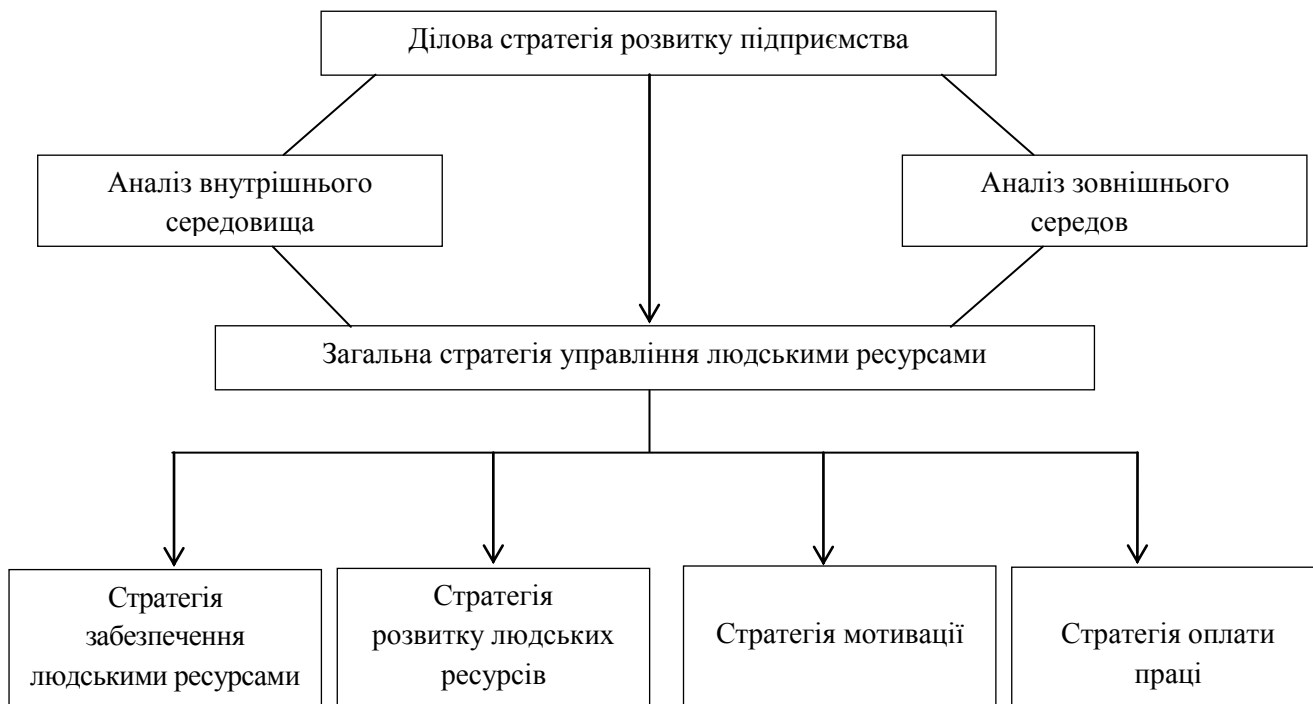 Ділова стратегія розвитку підприємства
Аналіз внутрішнього
середовища
Аналіз зовнішнього
середов
Загальна стратегія управління людськими ресурсами
Стратегія
забезпечення
людськими ресурсами
Стратегія
розвитку людських
ресурсів
Стратегія мотивації
Стратегія оплати
праці